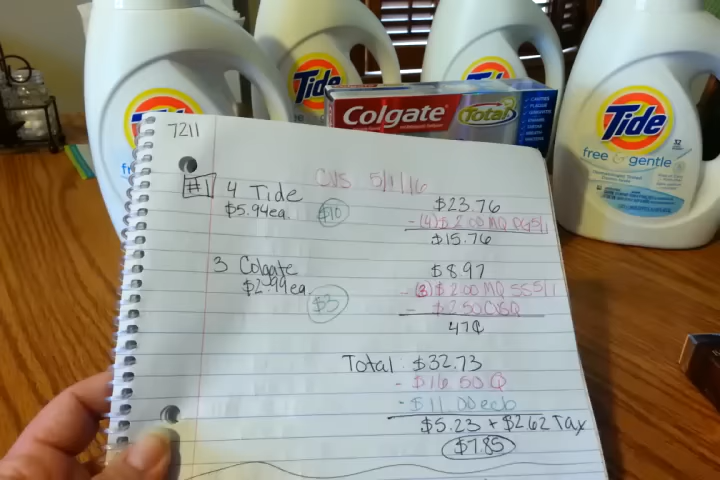 Tide
Tide
Tide
fr
Colgate Total
Tide
32
free & gentle
7211
CVS 5/1/16
#1 4 Tide $23.76
$5.94ea. $10 - (4) $2.00 MQ PG5/1
$15.76
3 Colgate $8.97
$2.99ea. $3 - (3) $2.00 MQ SS5/1
- $2.50 CVSQ
47¢
Total: $32.73
- $16.50 Q
- $11.00 ecb
$5.23 + $2.62 Tax
$7.85